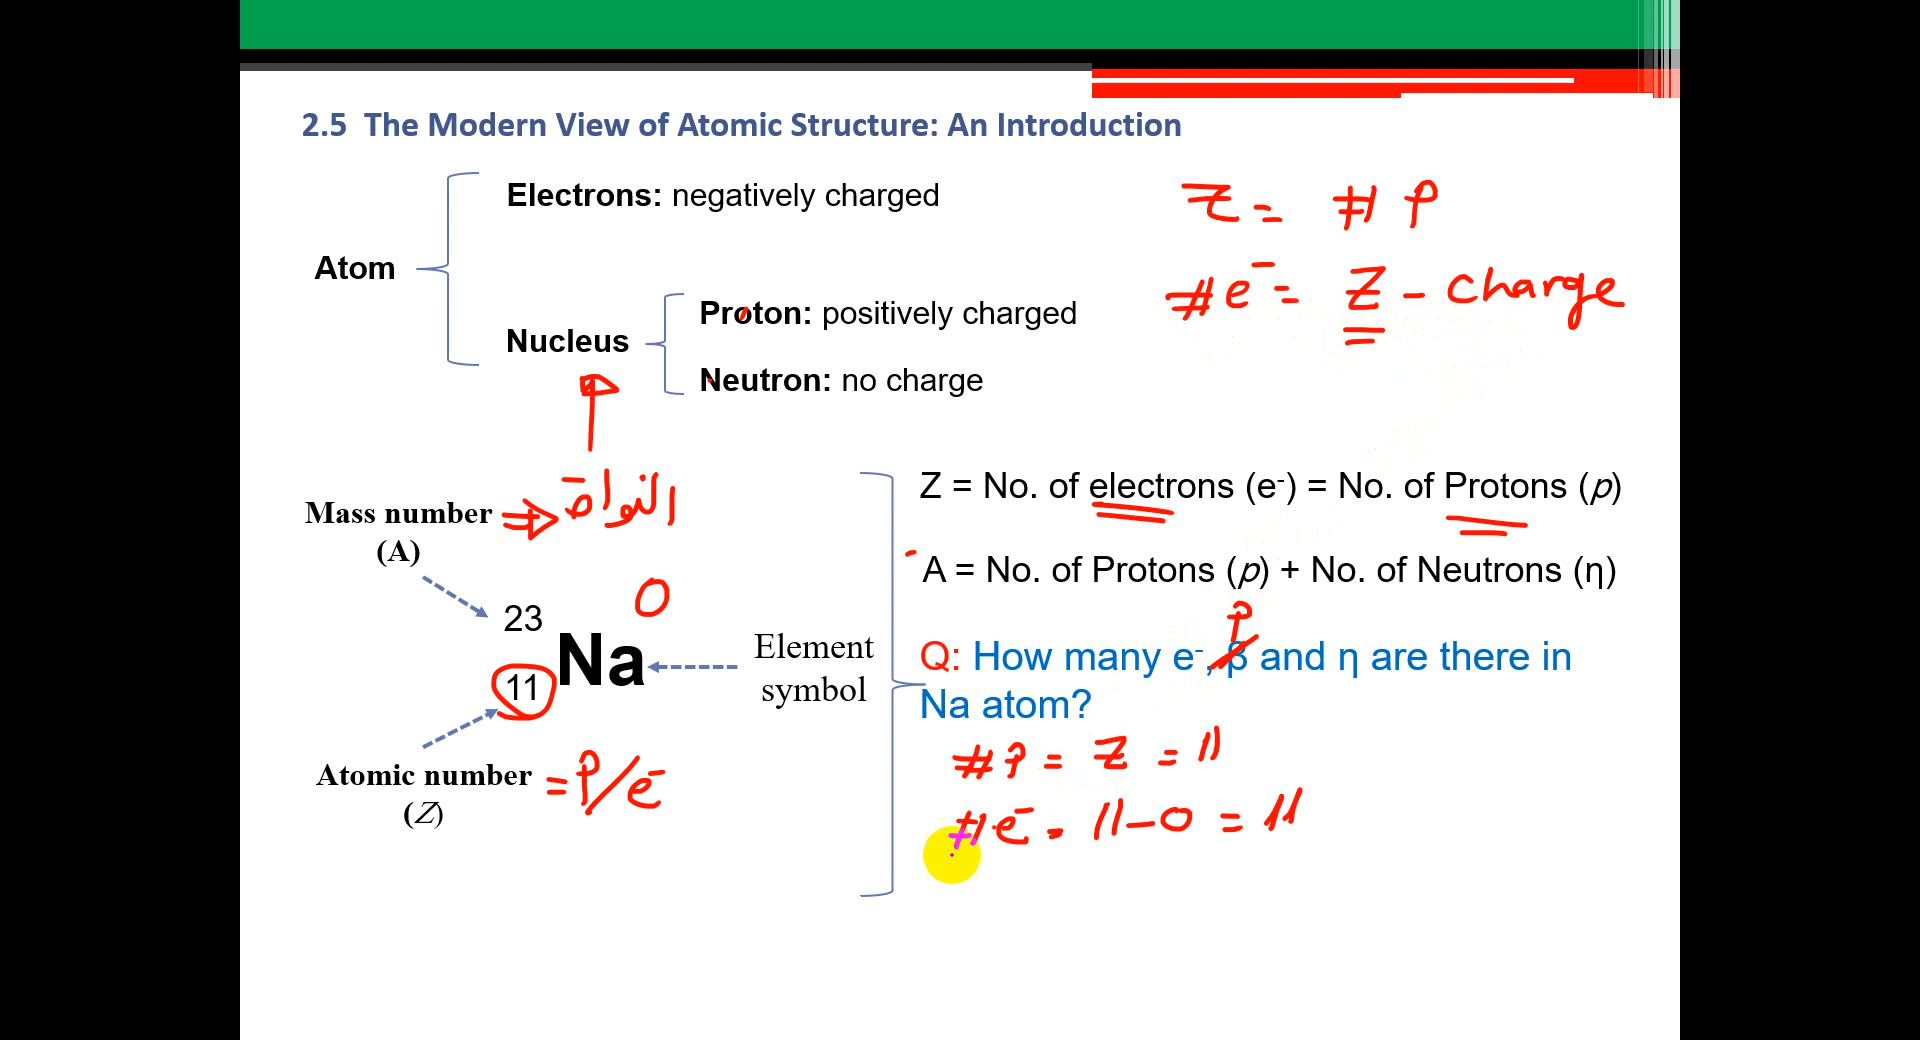 2.5 The Modern View of Atomic Structure: An Introduction
Electrons: negatively charged
Z = # P
Atom
#e⁻ = Z - charge
Proton: positively charged
Nucleus
Neutron: no charge
Z = No. of electrons (e⁻) = No. of Protons (p)
Mass number ⇒ النواة
(A)
A = No. of Protons (p) + No. of Neutrons (η)
23
0
Na
11
Element
symbol
P
Q: How many e⁻, β and η are there in
Na atom?
#P = Z = 11
Atomic number = P/e⁻
(Z)
#e⁻ = 11 - 0 = 11